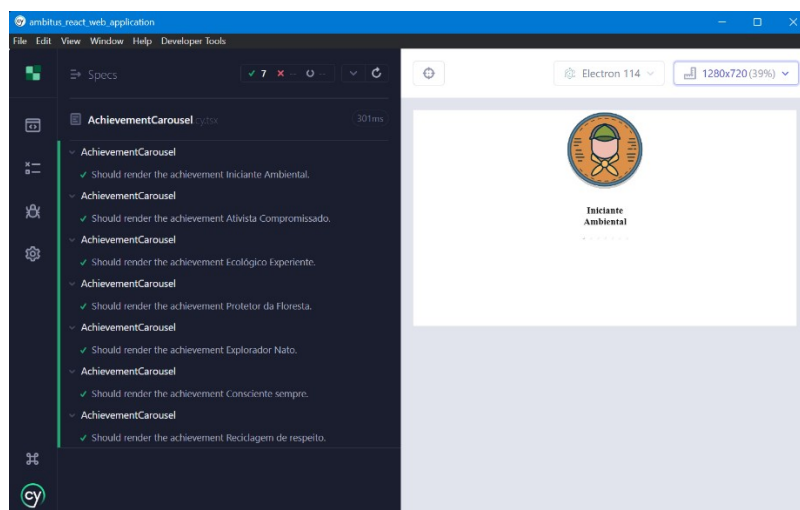 ambitus_react_web_application
File Edit View Window Help Developer Tools
Specs
7 -- --
AchievementCarousel.cy.tsx 301ms
AchievementCarousel
Should render the achievement Iniciante Ambiental.
AchievementCarousel
Should render the achievement Ativista Compromissado.
AchievementCarousel
Should render the achievement Ecológico Experiente.
AchievementCarousel
Should render the achievement Protetor da Floresta.
AchievementCarousel
Should render the achievement Explorador Nato.
AchievementCarousel
Should render the achievement Consciente sempre.
AchievementCarousel
Should render the achievement Reciclagem de respeito.
cy
Electron 114
1280x720 (39%)
Iniciante
Ambiental